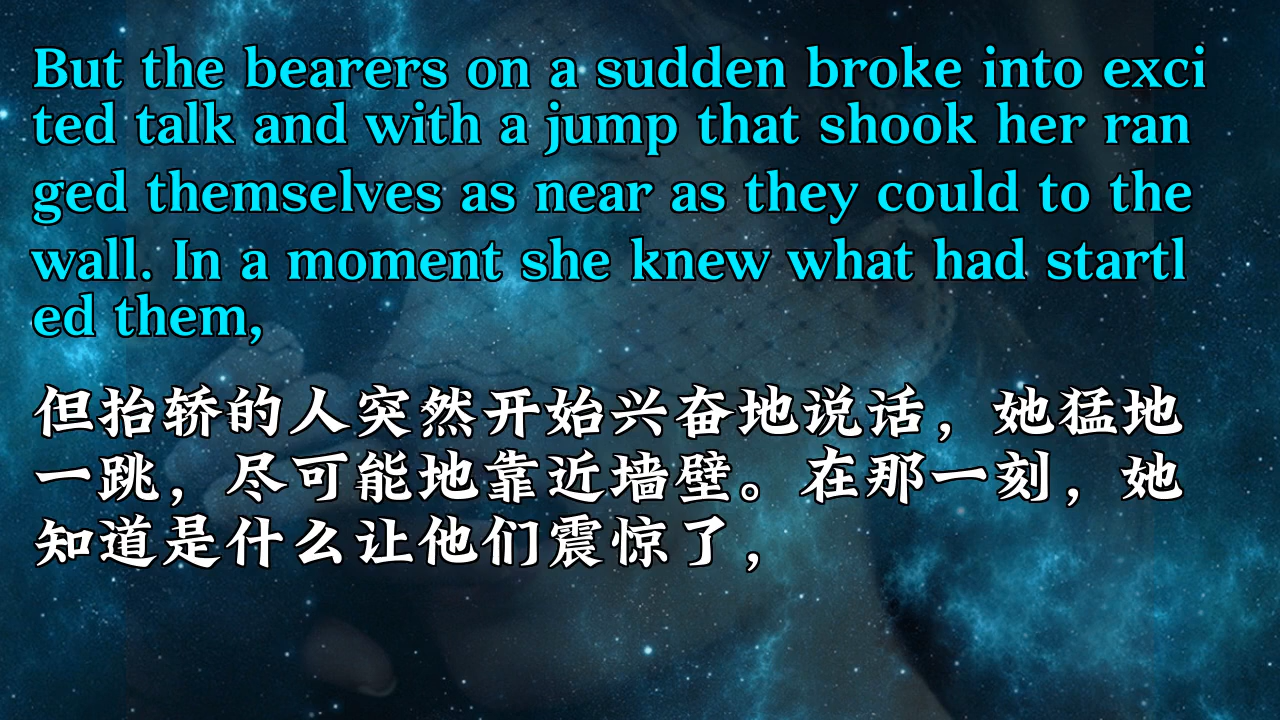 But the bearers on a sudden broke into exci
ted talk and with a jump that shook her ran
ged themselves as near as they could to the
wall. In a moment she knew what had startl
ed them,
但抬轿的人突然开始兴奋地说话，她猛地
一跳，尽可能地靠近墙壁。在那一刻，她
知道是什么让他们震惊了，